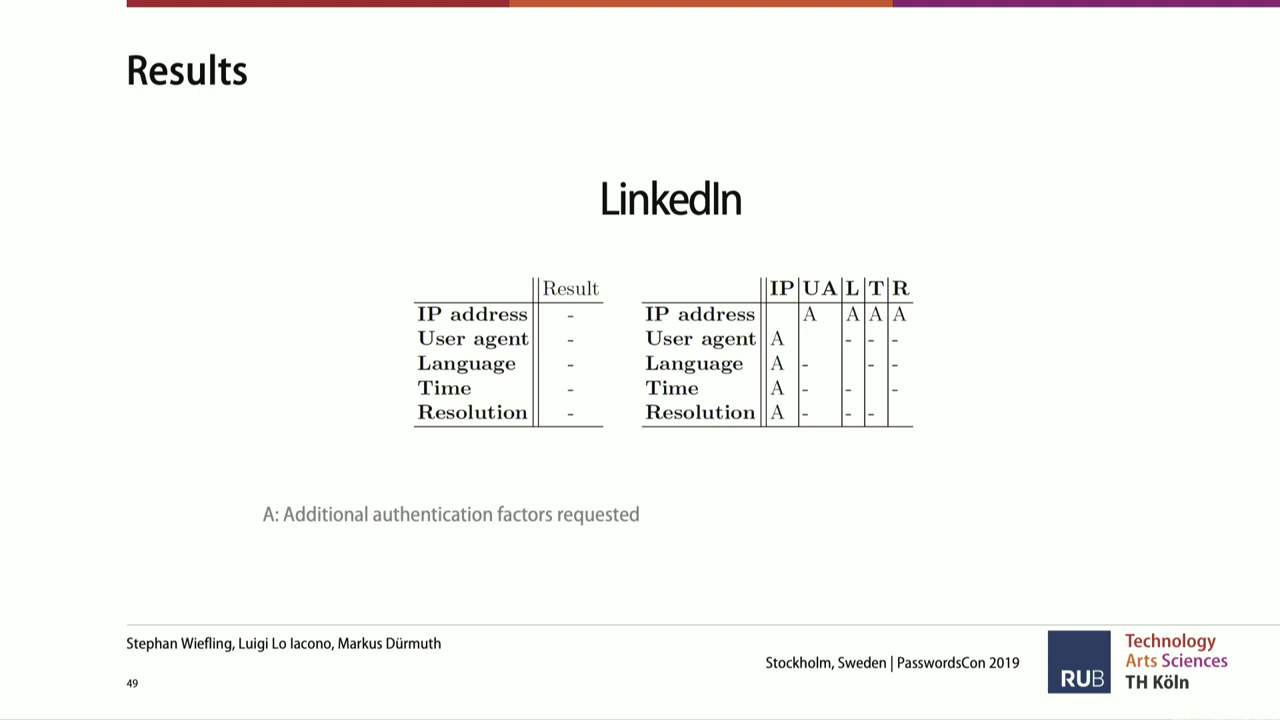 Results
LinkedIn
Result
IP address -
User agent -
Language -
Time -
Resolution -
IP UA L T R
IP address A A A A
User agent A - - -
Language A - - -
Time A - - -
Resolution A - - -
A: Additional authentication factors requested
Stephan Wiefling, Luigi Lo Iacono, Markus Dürmuth
Stockholm, Sweden | PasswordsCon 2019
49
RUB
Technology
Arts Sciences
TH Köln